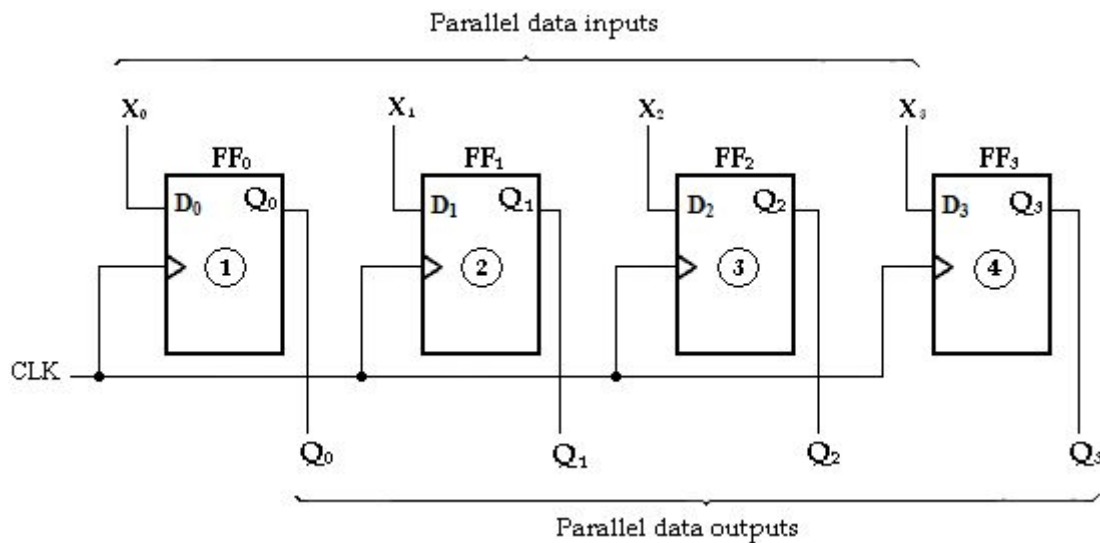 Parallel data inputs
X₀ X₁ X₂ X₃
FF₀ FF₁ FF₂ FF₃
D₀ Q₀ D₁ Q₁ D₂ Q₂ D₃ Q₃
1 2 3 4
CLK
Q₀ Q₁ Q₂ Q₃
Parallel data outputs